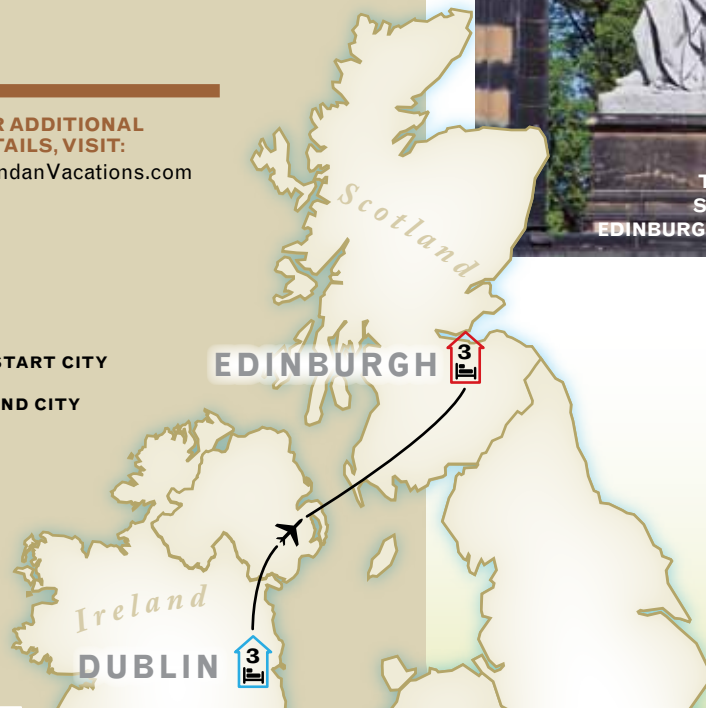 R ADDITIONAL
TAILS, VISIT:
ndanVacations.com
Scotland
EDINBURG
START CITY
EDINBURGH
3
ND CITY
Ireland
DUBLIN
3